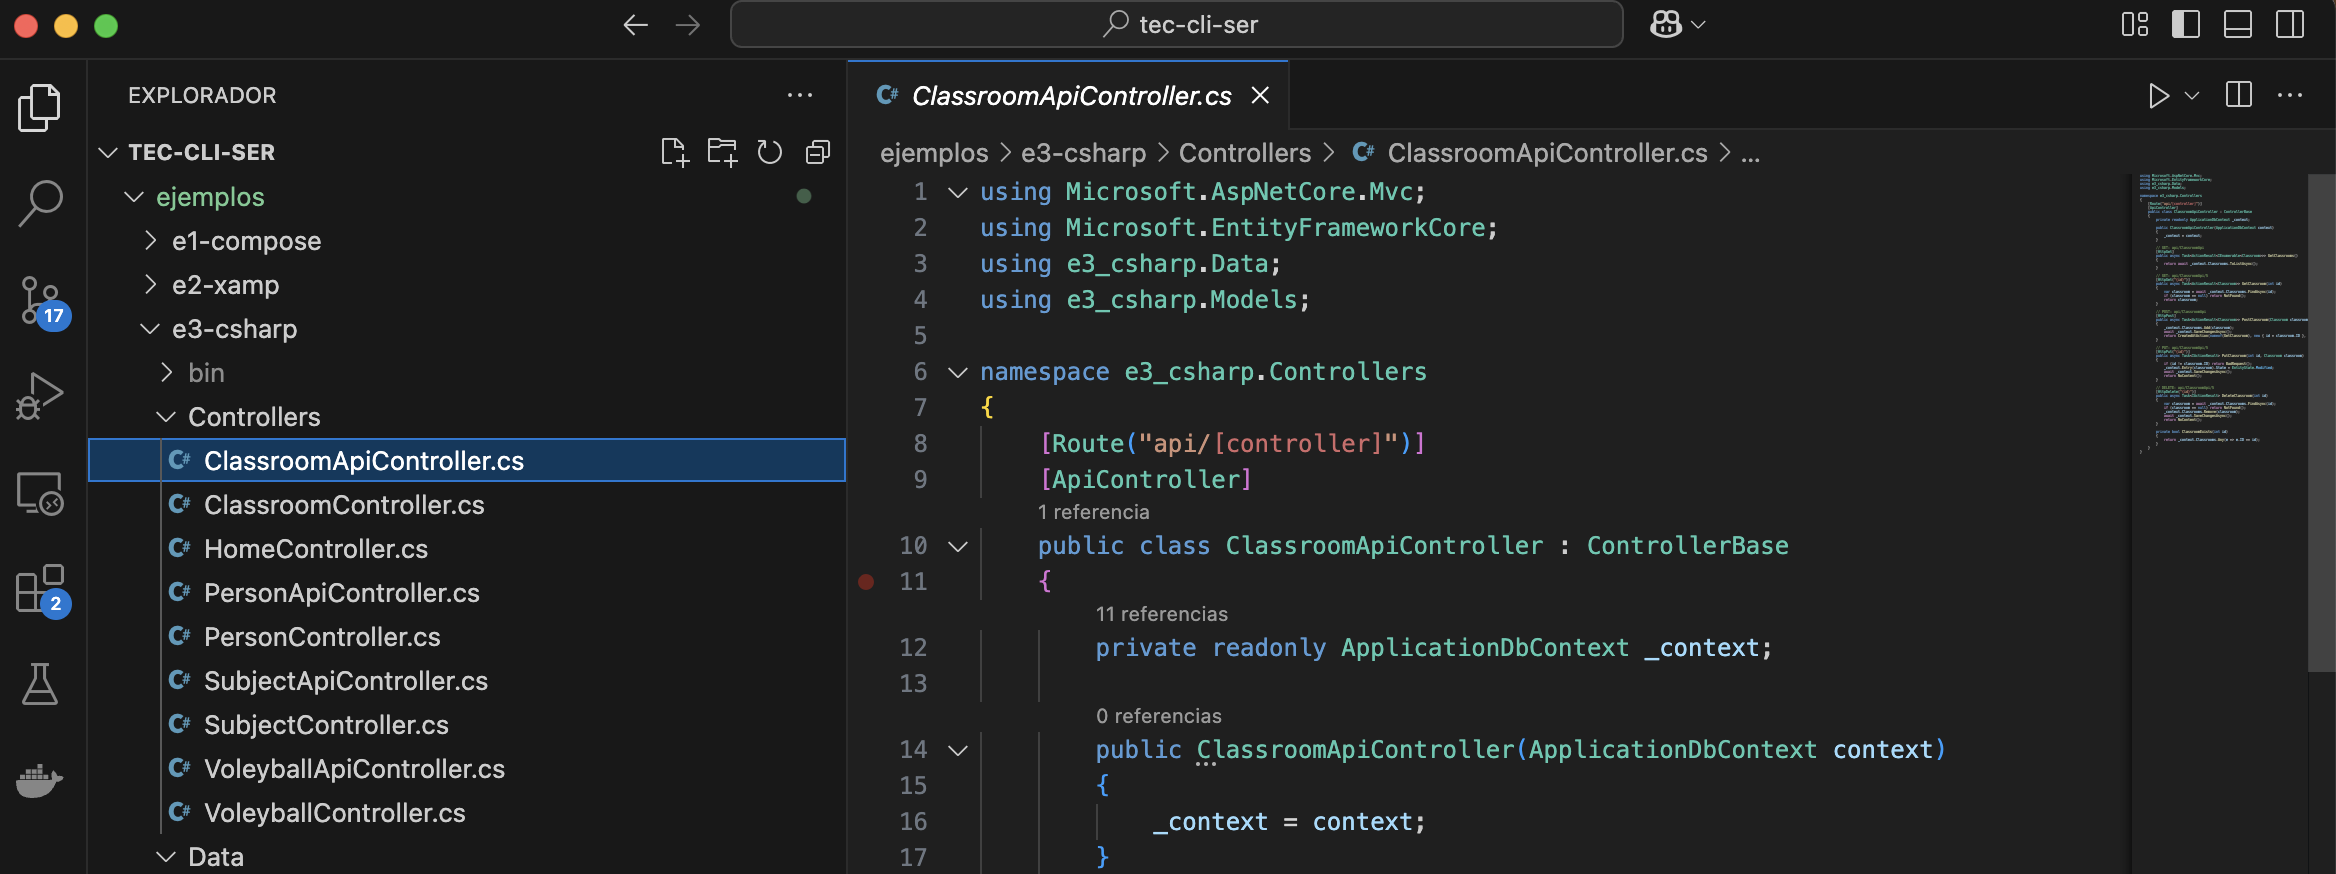 tec-cli-ser
EXPLORADOR
TEC-CLI-SER
ejemplos
e1-compose
e2-xamp
e3-csharp
bin
Controllers
C# ClassroomApiController.cs
C# ClassroomController.cs
C# HomeController.cs
C# PersonApiController.cs
C# PersonController.cs
C# SubjectApiController.cs
C# SubjectController.cs
C# VoleyballApiController.cs
C# VoleyballController.cs
Data
17
2
C# ClassroomApiController.cs
ejemplos > e3-csharp > Controllers > C# ClassroomApiController.cs > ...
1 using Microsoft.AspNetCore.Mvc;
2 using Microsoft.EntityFrameworkCore;
3 using e3_csharp.Data;
4 using e3_csharp.Models;
5
6 namespace e3_csharp.Controllers
7 {
8 [Route("api/[controller]")]
9 [ApiController]
1 referencia
10 public class ClassroomApiController : ControllerBase
11 {
11 referencias
12 private readonly ApplicationDbContext _context;
13
0 referencias
14 public ClassroomApiController(ApplicationDbContext context)
15 {
16 _context = context;
17 }